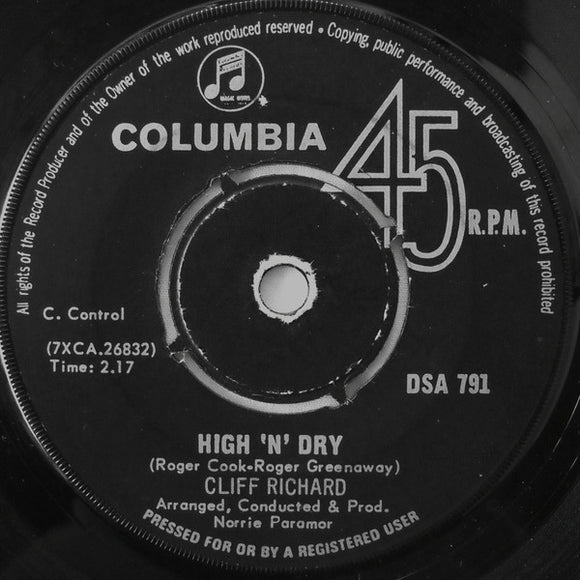 All rights of the Record Producer and of the Owner of the work reproduced reserved • Copying, public performance and broadcasting of this record prohibited
MAGIC NOTES
COLUMBIA
45
R.P.M.
C. Control
(7XCA.26832)
Time: 2.17
DSA 791
HIGH 'N' DRY
(Roger Cook-Roger Greenaway)
CLIFF RICHARD
Arranged, Conducted & Prod.
Norrie Paramor
PRESSED FOR OR BY A REGISTERED USER